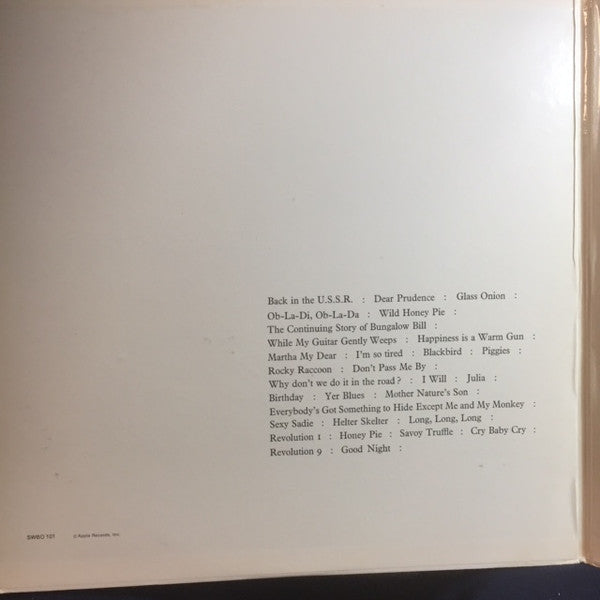 Back in the U.S.S.R. : Dear Prudence : Glass Onion :
Ob-La-Di, Ob-La-Da : Wild Honey Pie :
The Continuing Story of Bungalow Bill :
While My Guitar Gently Weeps : Happiness is a Warm Gun :
Martha My Dear : I'm so tired : Blackbird : Piggies :
Rocky Raccoon : Don't Pass Me By :
Why don't we do it in the road? : I Will : Julia :
Birthday : Yer Blues : Mother Nature's Son :
Everybody's Got Something to Hide Except Me and My Monkey :
Sexy Sadie : Helter Skelter : Long, Long, Long :
Revolution 1 : Honey Pie : Savoy Truffle : Cry Baby Cry :
Revolution 9 : Good Night :
SWBO 101 © Apple Records, Inc.